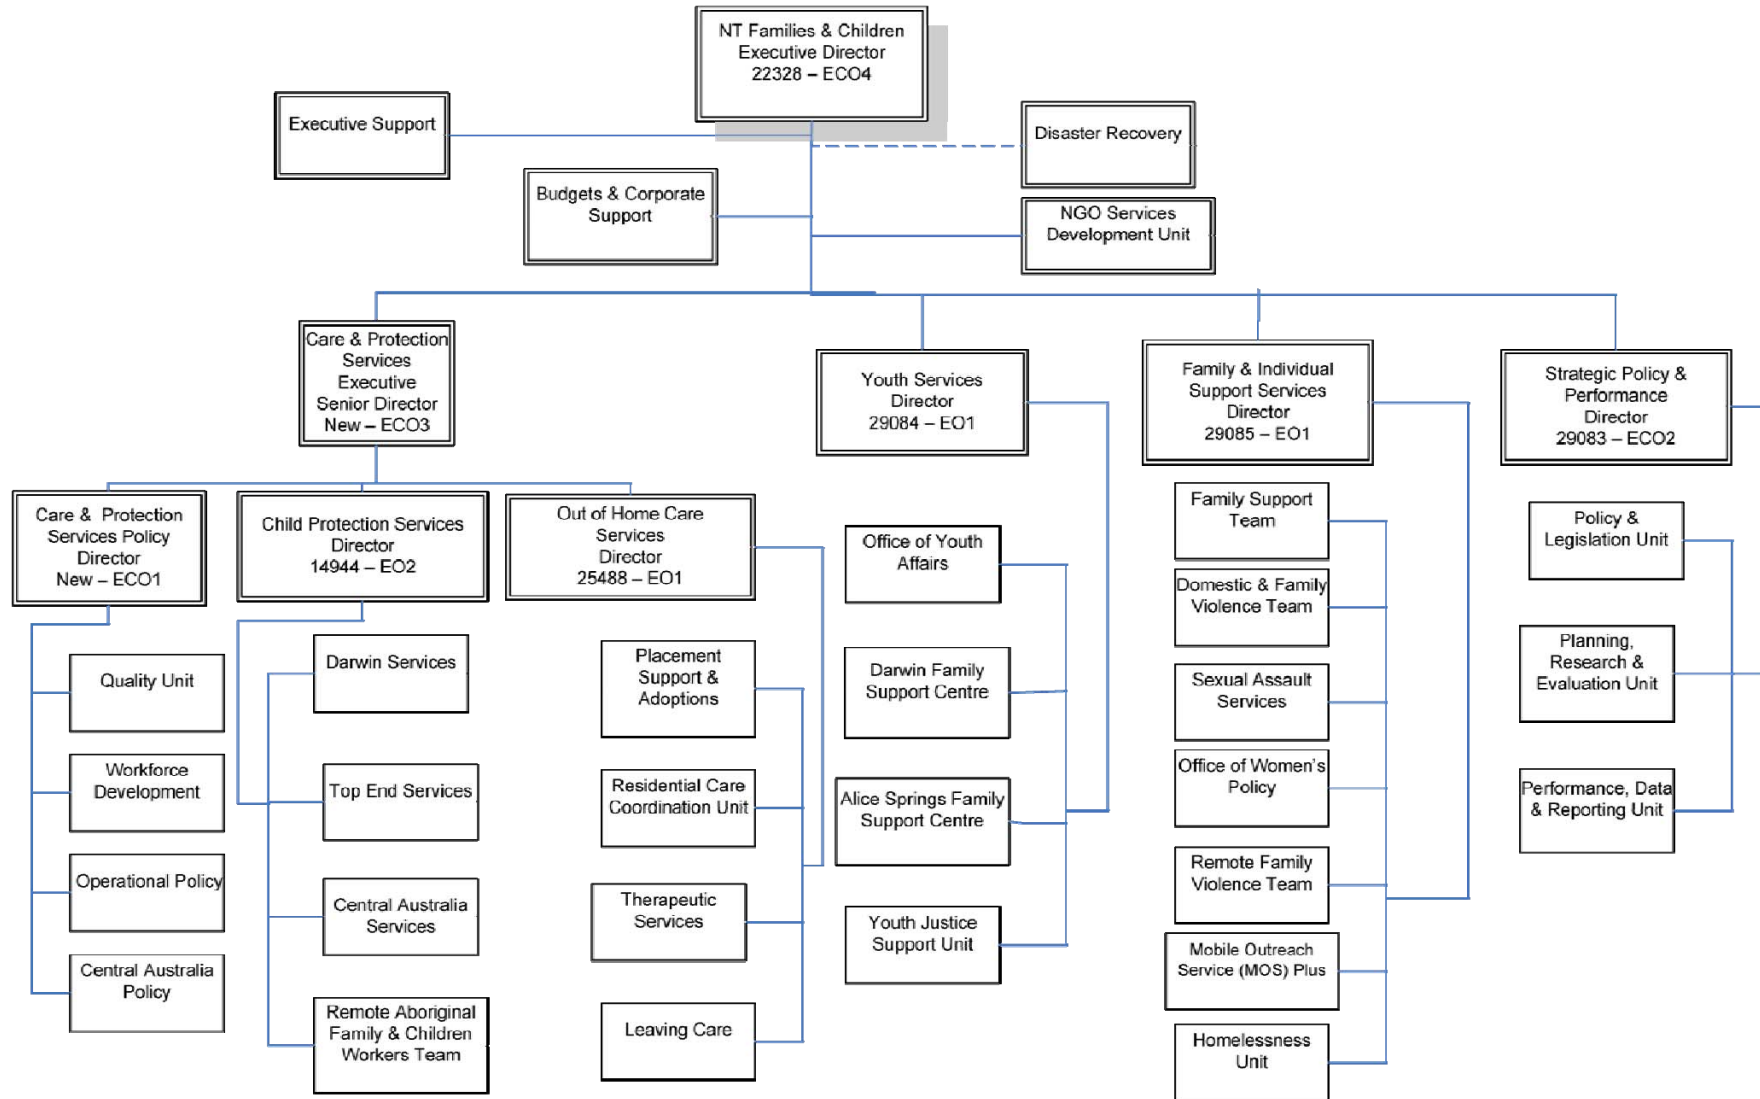 NT Families & Children
Executive Director
22328 – ECO4
Executive Support
Disaster Recovery
Budgets & Corporate
Support
NGO Services
Development Unit
Care & Protection
Services
Executive
Senior Director
New – ECO3
Youth Services
Director
29084 – EO1
Family & Individual
Support Services
Director
29085 – EO1
Strategic Policy &
Performance
Director
29083 – ECO2
Care & Protection
Services Policy
Director
New – ECO1
Child Protection Services
Director
14944 – EO2
Out of Home Care
Services
Director
25488 – EO1
Quality Unit
Workforce
Development
Operational Policy
Central Australia
Policy
Darwin Services
Top End Services
Central Australia
Services
Remote Aboriginal
Family & Children
Workers Team
Placement
Support &
Adoptions
Residential Care
Coordination Unit
Therapeutic
Services
Leaving Care
Office of Youth
Affairs
Darwin Family
Support Centre
Alice Springs Family
Support Centre
Youth Justice
Support Unit
Family Support
Team
Domestic & Family
Violence Team
Sexual Assault
Services
Office of Women's
Policy
Remote Family
Violence Team
Mobile Outreach
Service (MOS) Plus
Homelessness
Unit
Policy &
Legislation Unit
Planning,
Research &
Evaluation Unit
Performance, Data
& Reporting Unit